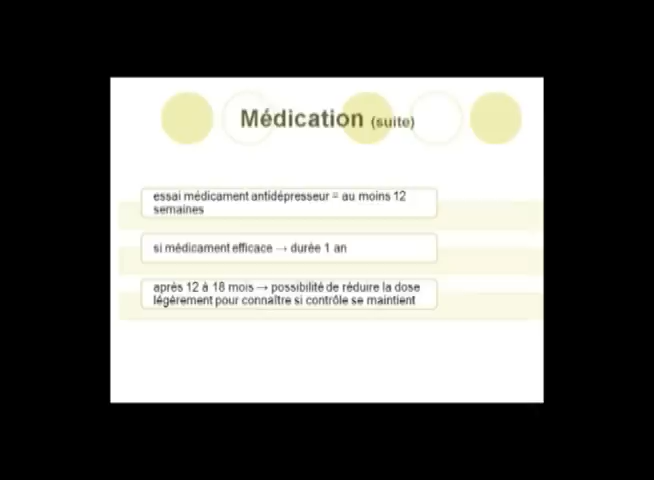 Médication (suite)
essai médicament antidépresseur = au moins 12
semaines
si médicament efficace → durée 1 an
après 12 à 18 mois → possibilité de réduire la dose
légèrement pour connaître si contrôle se maintient